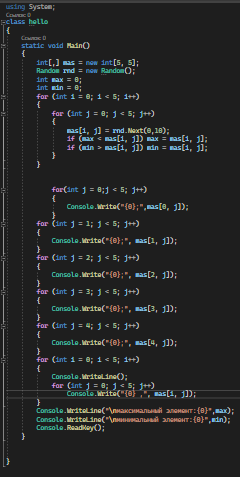 using System;
Ссылок: 0
class hello
{
Ссылок: 0
static void Main()
{
int[,] mas = new int[5, 5];
Random rnd = new Random();
int max = 0;
int min = 0;
for (int i = 0; i < 5; i++)
{
for (int j = 0; j < 5; j++)
{
mas[i, j] = rnd.Next(0,10);
if (max < mas[i, j]) max = mas[i, j];
if (min > mas[i, j]) min = mas[i, j];
}
}
for(int j = 0;j < 5; j++)
{
Console.Write("{0};",mas[0, j]);
}
for (int j = 1; j < 5; j++)
{
Console.Write("{0};", mas[1, j]);
}
for (int j = 2; j < 5; j++)
{
Console.Write("{0};", mas[2, j]);
}
for (int j = 3; j < 5; j++)
{
Console.Write("{0};", mas[3, j]);
}
for (int j = 4; j < 5; j++)
{
Console.Write("{0};", mas[4, j]);
}
for (int i = 0; i < 5; i++)
{
Console.WriteLine();
for (int j = 0; j < 5; j++)
Console.Write("{0} ,", mas[i, j]);
}
Console.WriteLine("\nмаксимальный элемент:{0}",max);
Console.WriteLine("\nминимальный элемент:{0}",min);
Console.ReadKey();
}
}